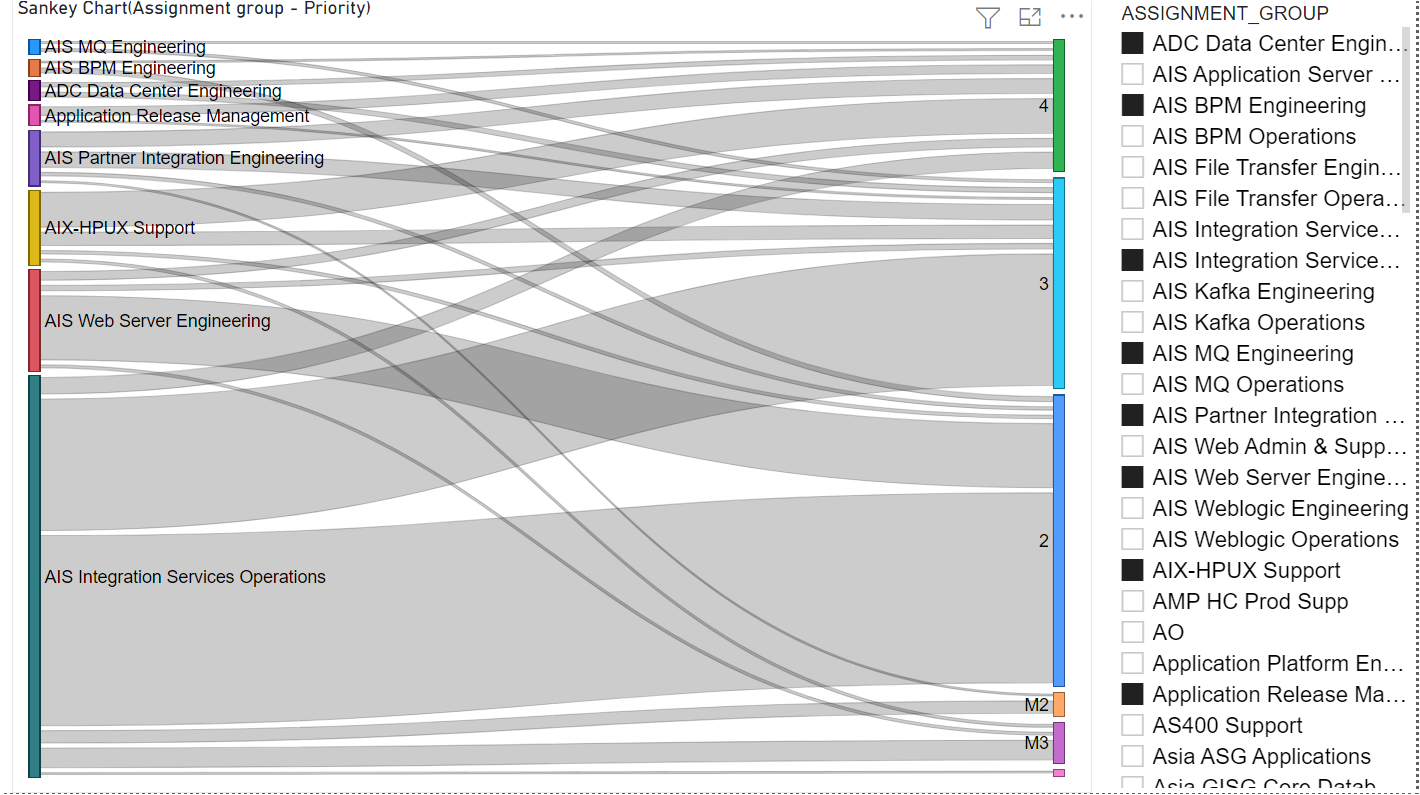 Sankey Chart(Assignment group - Priority)
AIS MQ Engineering
AIS BPM Engineering
ADC Data Center Engineering
Application Release Management
AIS Partner Integration Engineering
AIX-HPUX Support
AIS Web Server Engineering
AIS Integration Services Operations
4
3
2
M2
M3
ASSIGNMENT_GROUP
ADC Data Center Engin...
AIS Application Server ...
AIS BPM Engineering
AIS BPM Operations
AIS File Transfer Engin...
AIS File Transfer Opera...
AIS Integration Service...
AIS Integration Service...
AIS Kafka Engineering
AIS Kafka Operations
AIS MQ Engineering
AIS MQ Operations
AIS Partner Integration ...
AIS Web Admin & Supp...
AIS Web Server Engine...
AIS Weblogic Engineering
AIS Weblogic Operations
AIX-HPUX Support
AMP HC Prod Supp
AO
Application Platform En...
Application Release Ma...
AS400 Support
Asia ASG Applications
Asia GISG Core Datab